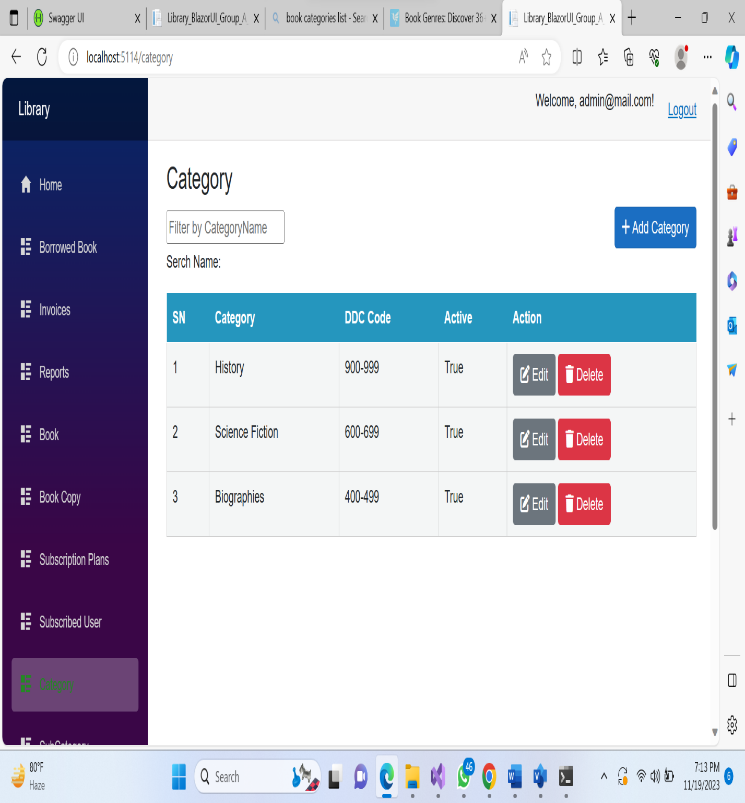 Swagger UI
Library_BlazorUI_Group_A
book categories list - Sear
Book Genres: Discover 36
Library_BlazorUI_Group_A
localhost:5114/category
Library
Welcome, admin@mail.com!
Logout
Home
Borrowed Book
Invoices
Reports
Book
Book Copy
Subscription Plans
Subscribed User
Category
SubCategory
Category
Filter by CategoryName
+ Add Category
Serch Name:
SN Category DDC Code Active Action
1 History 900-999 True Edit Delete
2 Science Fiction 600-699 True Edit Delete
3 Biographies 400-499 True Edit Delete
80°F
Haze
Search
46
7:13 PM
11/19/2023
6